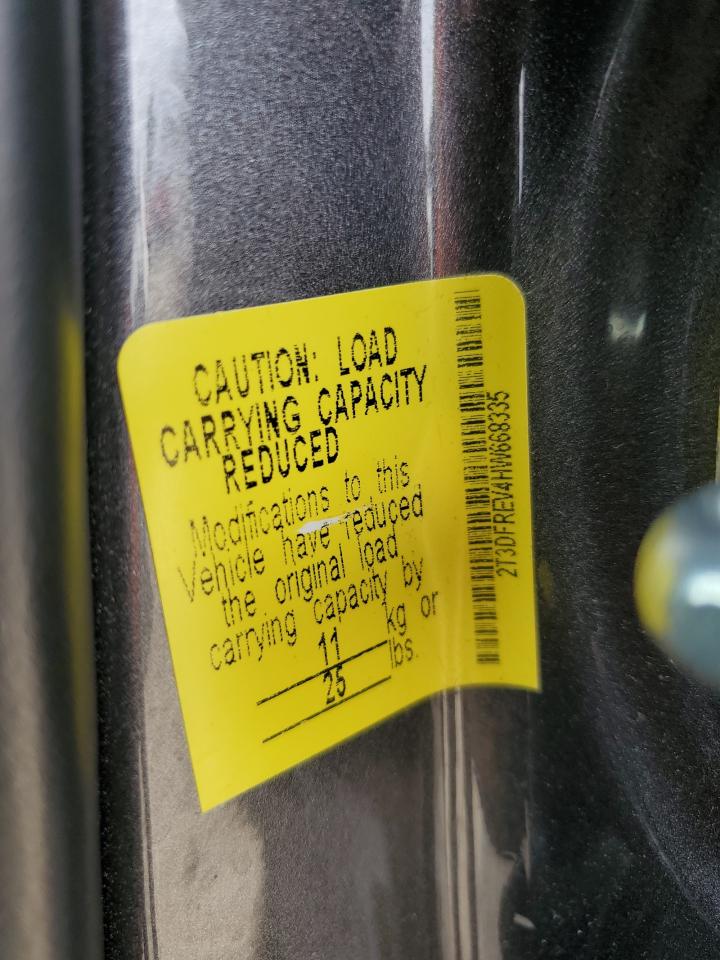 CAUTION: LOAD
CARRYING CAPACITY
REDUCED
Modifications to this
Vehicle have reduced
the original load
carrying capacity by
11 kg or
25 lbs.
2T3DFREV4HW668335